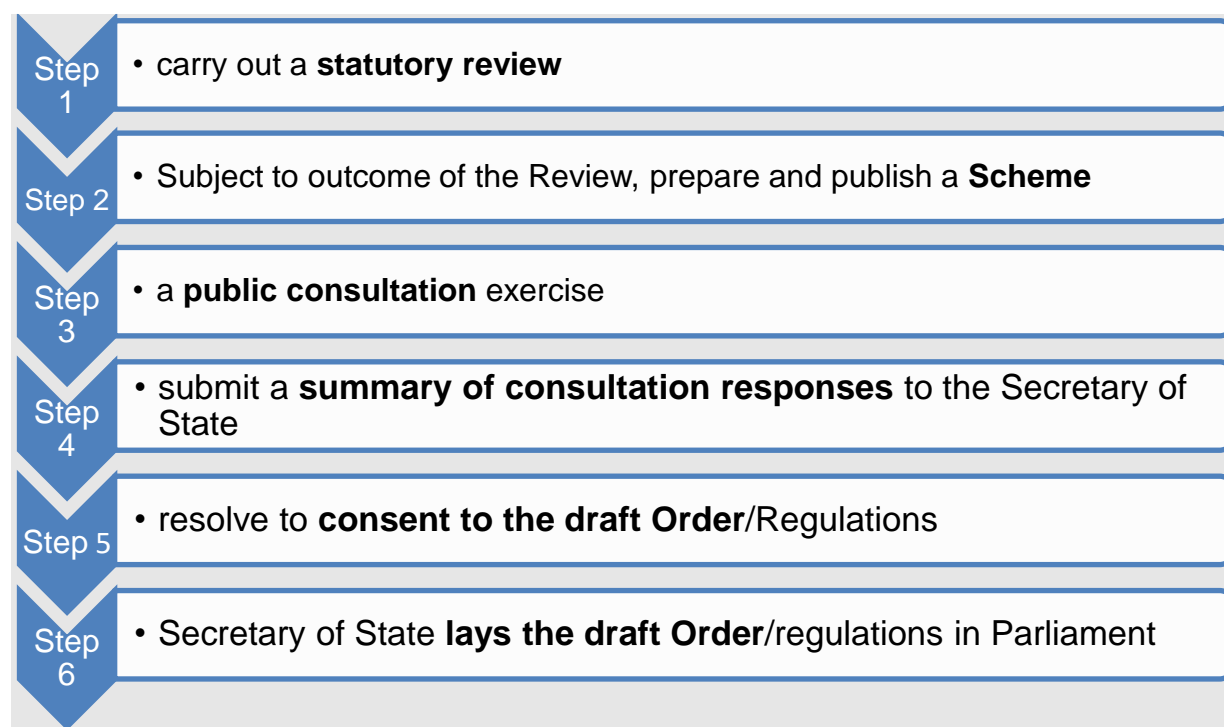 Step
1
• carry out a statutory review
Step 2
• Subject to outcome of the Review, prepare and publish a Scheme
Step
3
• a public consultation exercise
Step
4
• submit a summary of consultation responses to the Secretary of
State
Step 5
• resolve to consent to the draft Order/Regulations
Step
6
• Secretary of State lays the draft Order/regulations in Parliament